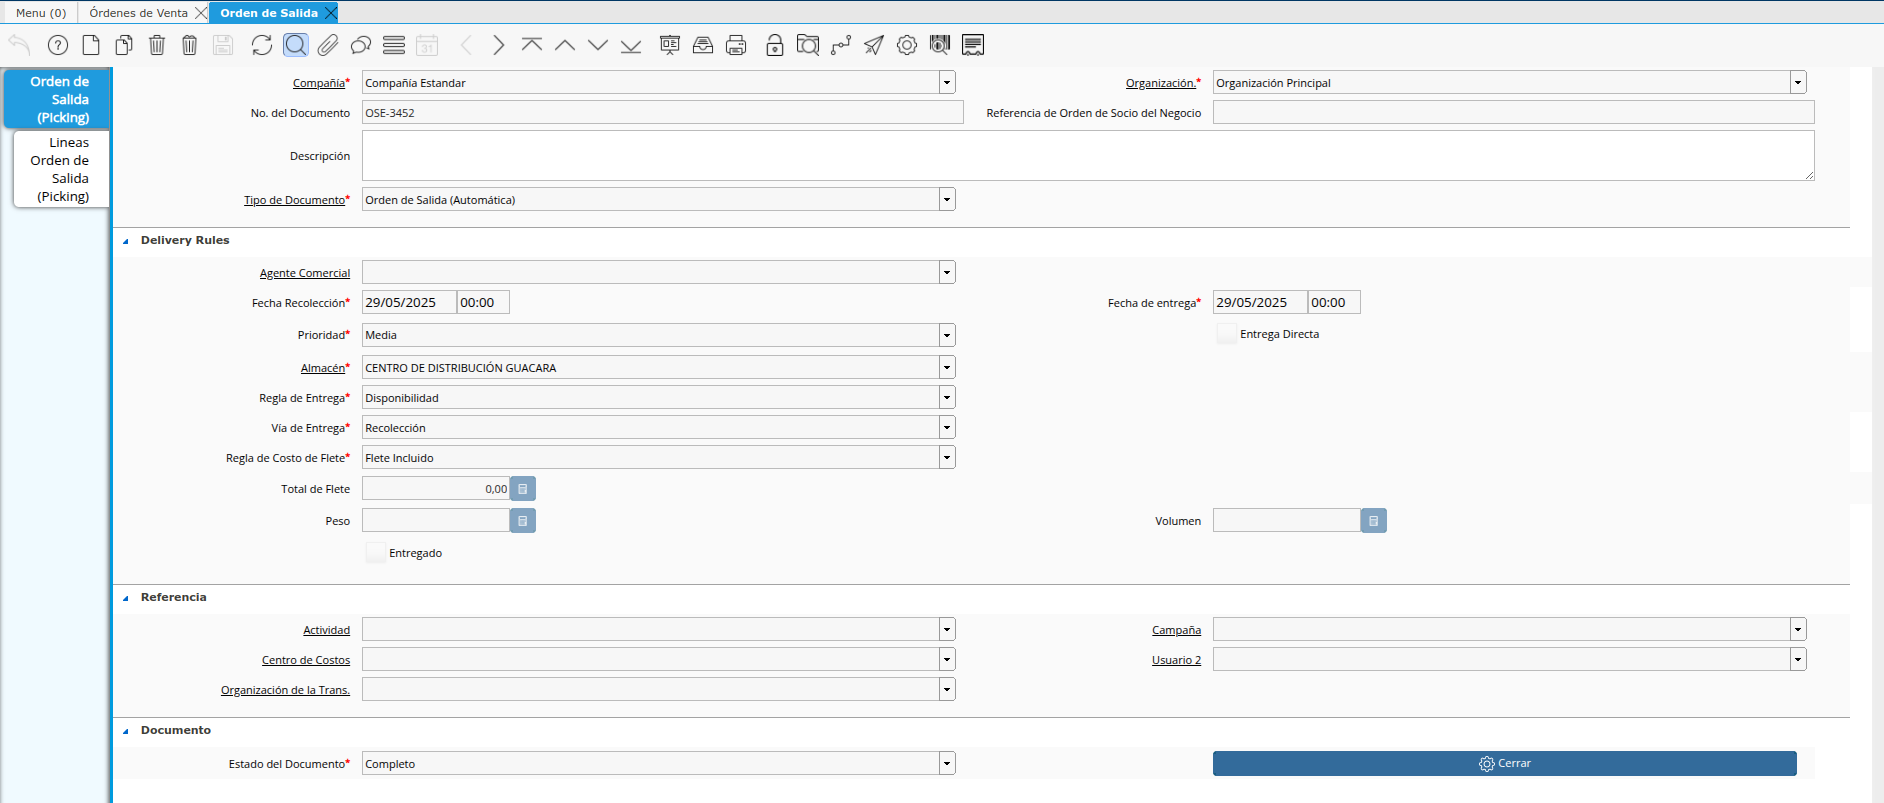 Menu (0) Órdenes de Venta Orden de Salida
31
Orden de
Salida
(Picking)
Lineas
Orden de
Salida
(Picking)
Compañía* Compañía Estandar Organización.* Organización Principal
No. del Documento OSE-3452 Referencia de Orden de Socio del Negocio
Descripción
Tipo de Documento* Orden de Salida (Automática)
Delivery Rules
Agente Comercial
Fecha Recolección* 29/05/2025 00:00 Fecha de entrega* 29/05/2025 00:00
Prioridad* Media Entrega Directa
Almacén* CENTRO DE DISTRIBUCIÓN GUACARA
Regla de Entrega* Disponibilidad
Vía de Entrega* Recolección
Regla de Costo de Flete* Flete Incluido
Total de Flete 0,00
Peso Volumen
Entregado
Referencia
Actividad Campaña
Centro de Costos Usuario 2
Organización de la Trans.
Documento
Estado del Documento* Completo Cerrar